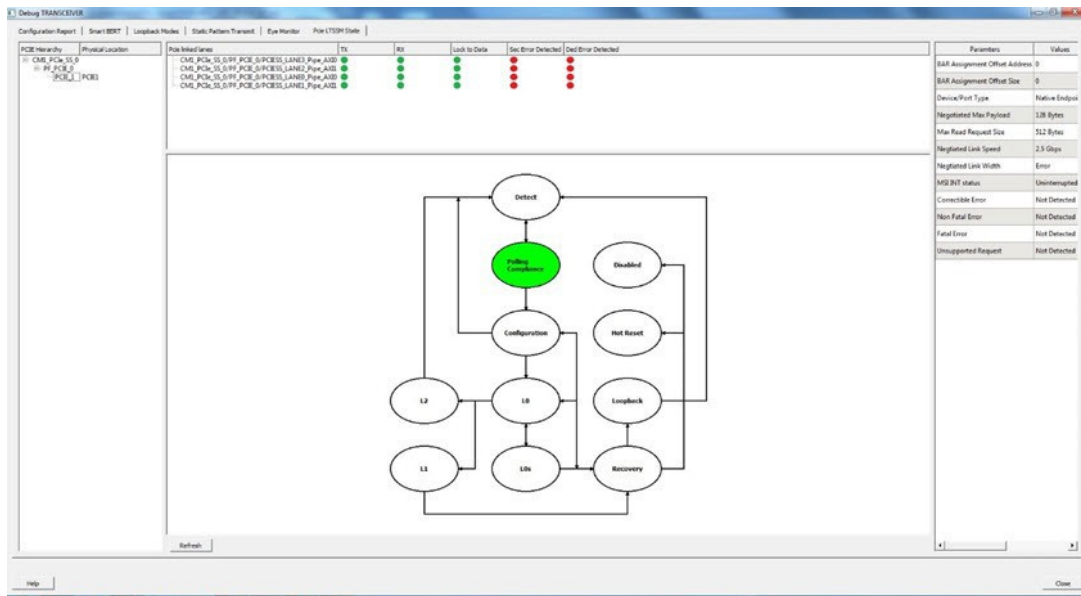 Debug TRANSCEIVER
Configuration Report | Smart BERT | Loopback Modes | Static Pattern Transmit | Eye Monitor | Pcie LTSSM State
PCIE Hierarchy Physical Location
CM1_PCIe_SS_0
PF_PCIE_0
PCIE_1 PCIE1
Pcie linked lanes TX RX Lock to Data Sec Error Detected Ded Error Detected
CM1_PCIe_SS_0/PF_PCIE_0/PCIESS_LANE3_Pipe_AXI0
CM1_PCIe_SS_0/PF_PCIE_0/PCIESS_LANE2_Pipe_AXI1
CM1_PCIe_SS_0/PF_PCIE_0/PCIESS_LANE0_Pipe_AXI0
CM1_PCIe_SS_0/PF_PCIE_0/PCIESS_LANE1_Pipe_AXI1
Paramters Values
BAR Assignment Offset Address 0
BAR Assignment Offset Size 0
Device/Port Type Native Endpoi
Negotiated Max Payload 128 Bytes
Max Read Request Size 512 Bytes
Negtiated Link Speed 2.5 Gbps
Negtiated Link Width Error
MSI INT status Uninterrupted
Correctible Error Not Detected
Non Fatal Error Not Detected
Fatal Error Not Detected
Unsupported Request Not Detected
Detect
Polling
Compliance
Disabled
Configuration
Hot Reset
L2
L0
Loopback
L1
L0s
Recovery
Refresh
Help
Close